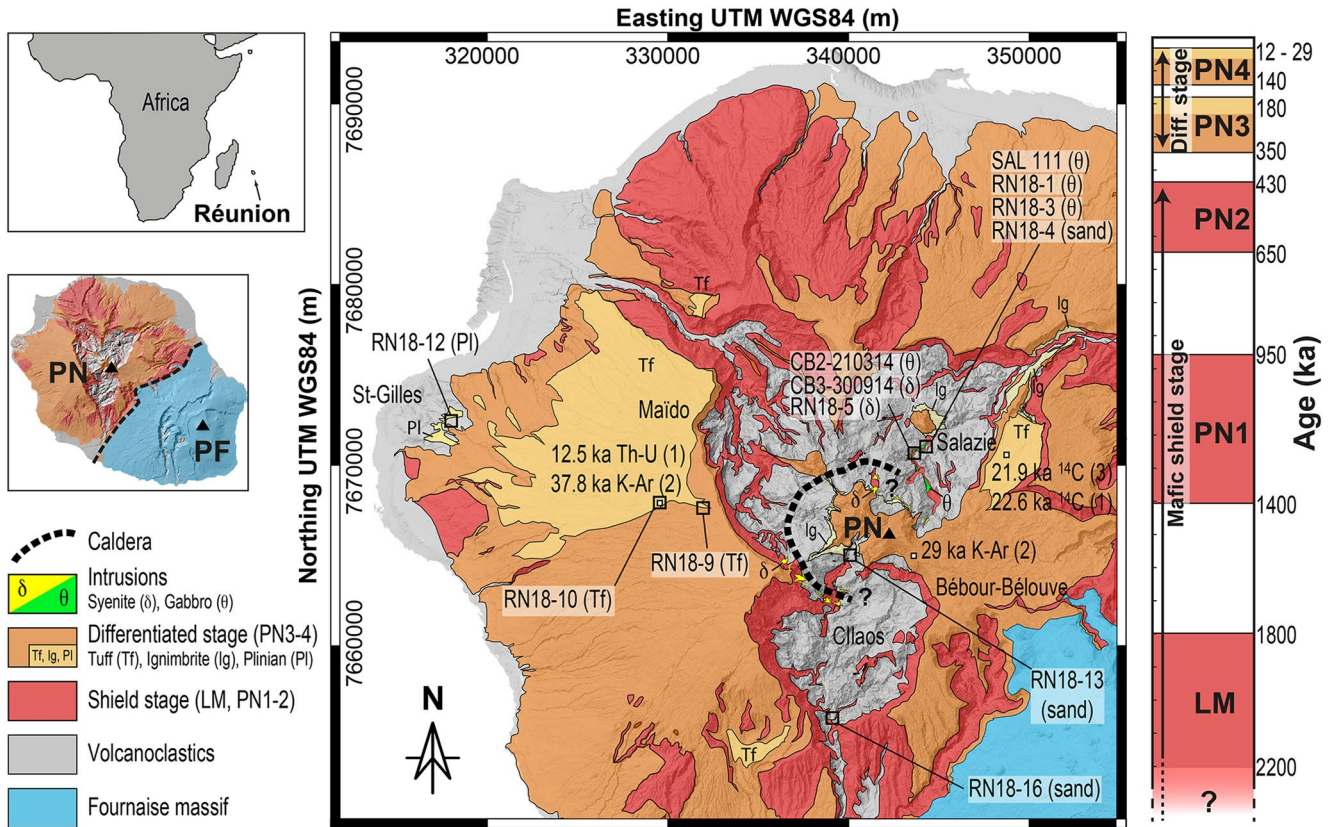 Africa
Réunion
PN
PF
Caldera
δ
θ
Intrusions
Syenite (δ), Gabbro (θ)
Tf, Ig, Pl
Differentiated stage (PN3-4)
Tuff (Tf), Ignimbrite (Ig), Plinian (Pl)
Shield stage (LM, PN1-2)
Volcanoclastics
Fournaise massif
Easting UTM WGS84 (m)
320000
330000
340000
350000
Northing UTM WGS84 (m)
7690000
7680000
7670000
7660000
SAL 111 (θ)
RN18-1 (θ)
RN18-3 (θ)
RN18-4 (sand)
Tf
Ig
RN18-12 (Pl)
CB2-210314 (θ)
CB3-300914 (δ)
RN18-5 (δ)
Ig
Ig
Tf
St-Gilles
Pl
Maïdo
Salazie
Tf
12.5 ka Th-U (1)
37.8 ka K-Ar (2)
21.9 ka ¹⁴C (3)
22.6 ka ¹⁴C (1)
?
δ
θ
Ig
PN
29 ka K-Ar (2)
RN18-9 (Tf)
δ
Bébour-Bélouve
RN18-10 (Tf)
?
CIlaos
RN18-13
(sand)
N
Tf
RN18-16 (sand)
Diff. stage
Mafic shield stage
PN4
PN3
PN2
PN1
LM
?
12 - 29
140
180
350
430
650
950
1400
1800
2200
Age (ka)